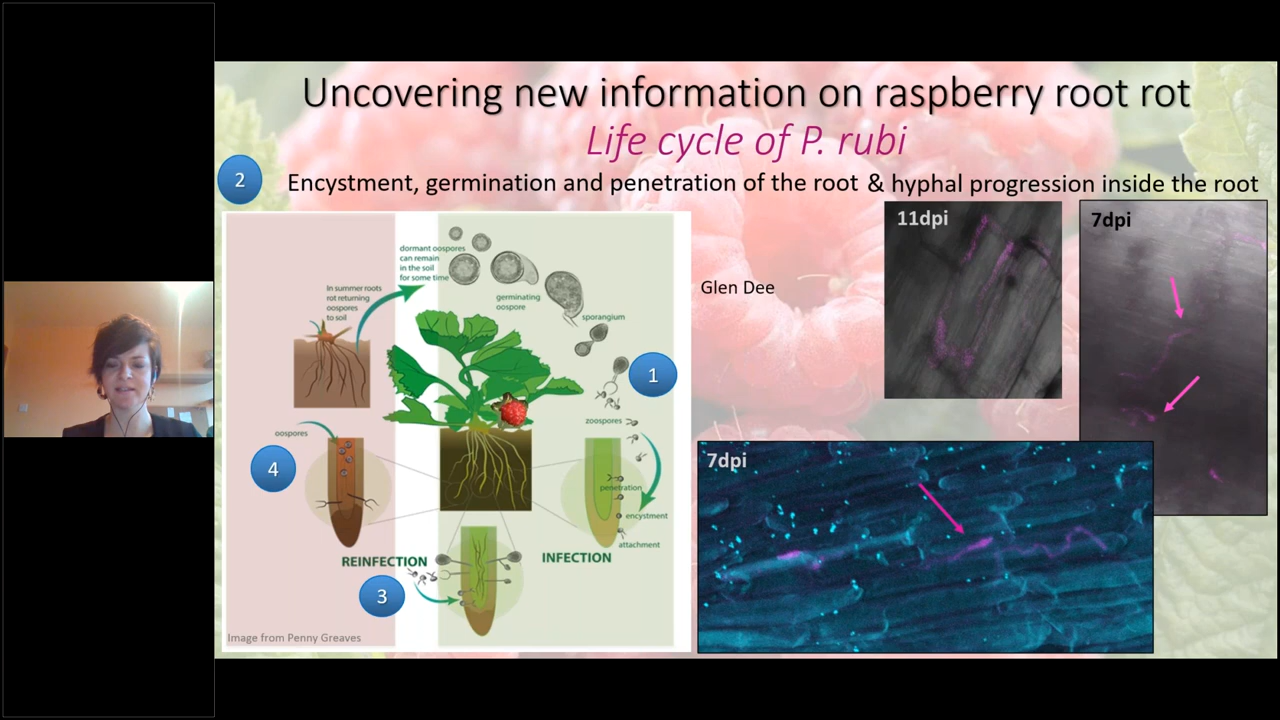 Uncovering new information on raspberry root rot
Life cycle of P. rubi
2
Encystment, germination and penetration of the root & hyphal progression inside the root
dormant oospores
can remain
in the soil
for some time
In summer roots
rot returning
oospores
to soil
germinating
oospore
sporangium
1
zoospores
oospores
4
penetration
encystment
attachment
REINFECTION
INFECTION
3
Image from Penny Greaves
Glen Dee
11dpi
7dpi
7dpi